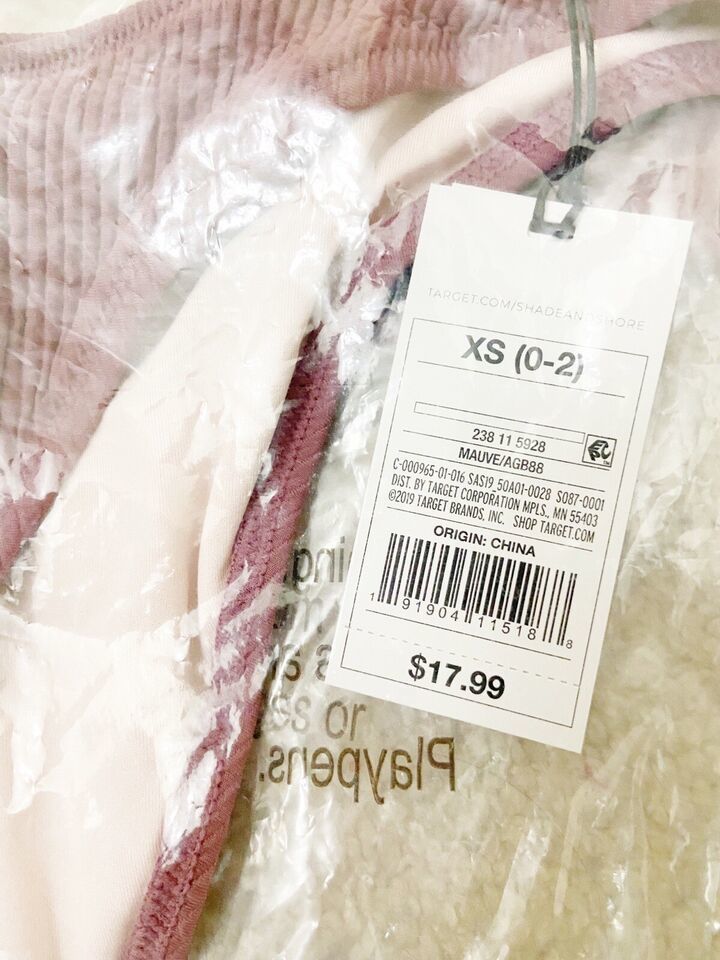 TARGET.COM/SHADEANDSHORE
XS (0-2)
238 11 5928
MAUVE/AGB88
C-000965-01-016 SAS19_50A01-0028 S087-0001
DIST. BY TARGET CORPORATION MPLS., MN 55403
©2019 TARGET BRANDS, INC. SHOP TARGET.COM
ORIGIN: CHINA
1 91904 11518 8
$17.99
Playpens.